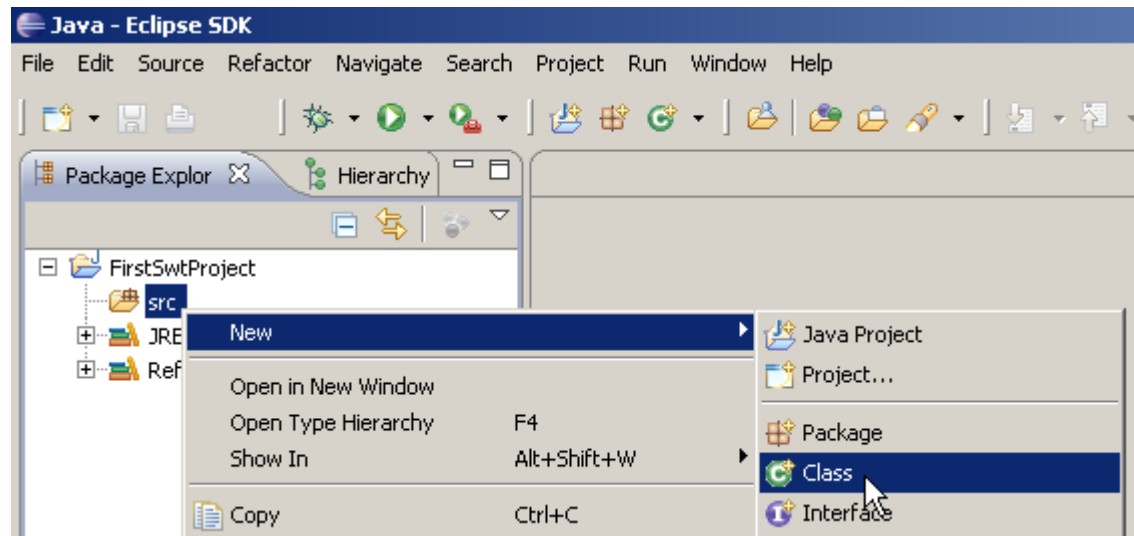 Java - Eclipse SDK
File Edit Source Refactor Navigate Search Project Run Window Help
Package Explor Hierarchy
FirstSwtProject
src
JRE
Ref
New
Open in New Window
Open Type Hierarchy F4
Show In Alt+Shift+W
Copy Ctrl+C
Java Project
Project...
Package
Class
Interface